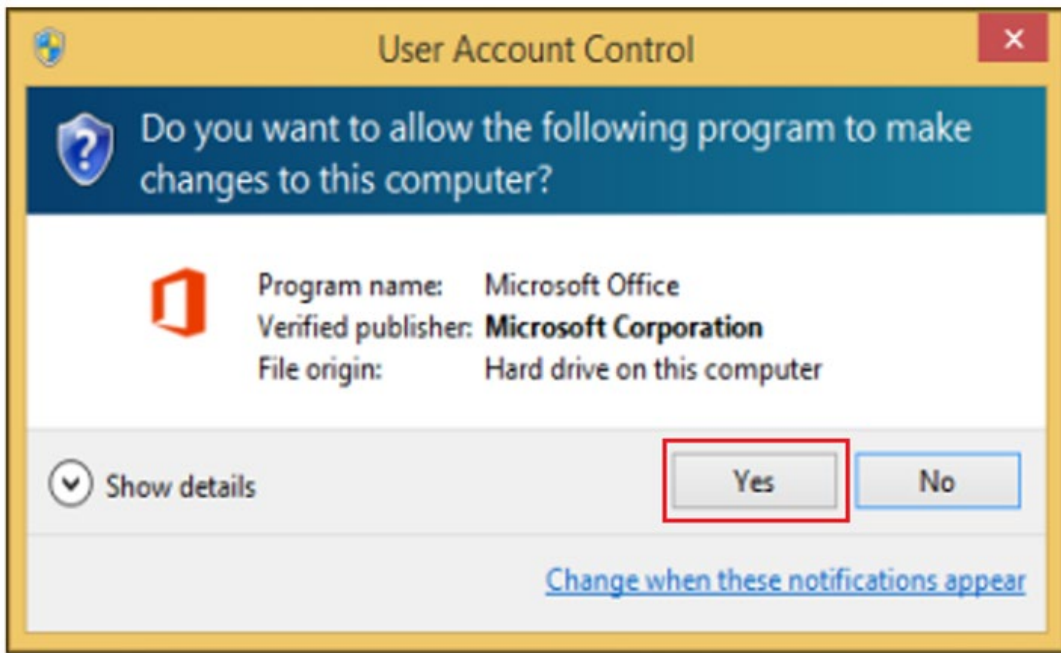 User Account Control
Do you want to allow the following program to make
changes to this computer?
Program name: Microsoft Office
Verified publisher: Microsoft Corporation
File origin: Hard drive on this computer
Show details
Yes
No
Change when these notifications appear